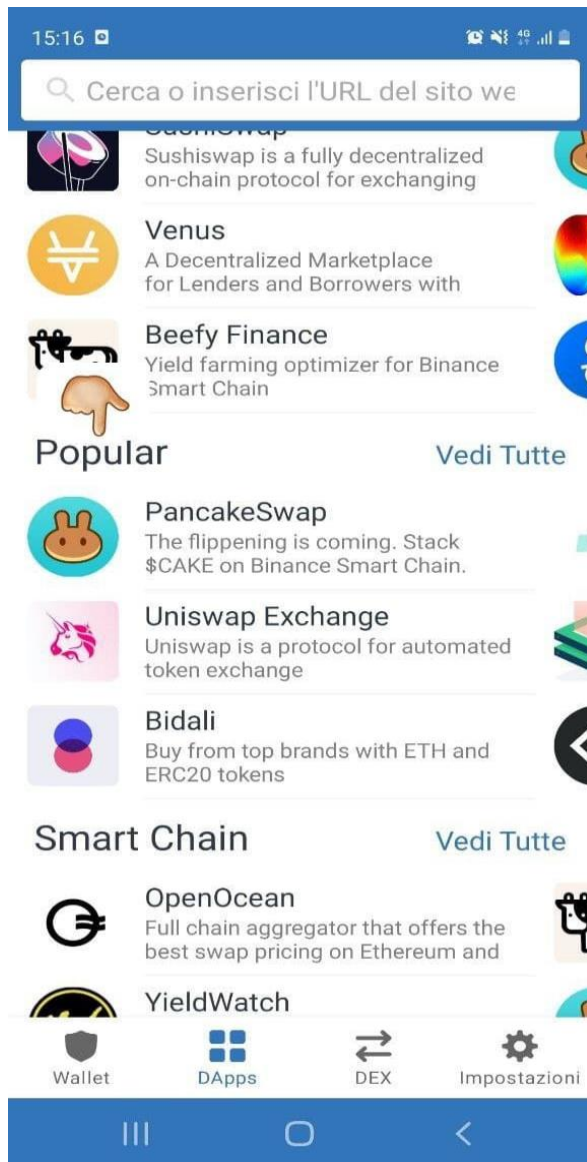 15:16
4G
Cerca o inserisci l'URL del sito we
SushiSwap
Sushiswap is a fully decentralized
on-chain protocol for exchanging
Venus
A Decentralized Marketplace
for Lenders and Borrowers with
Beefy Finance
Yield farming optimizer for Binance
Smart Chain
Popular
Vedi Tutte
PancakeSwap
The flippening is coming. Stack
$CAKE on Binance Smart Chain.
Uniswap Exchange
Uniswap is a protocol for automated
token exchange
Bidali
Buy from top brands with ETH and
ERC20 tokens
Smart Chain
Vedi Tutte
OpenOcean
Full chain aggregator that offers the
best swap pricing on Ethereum and
YieldWatch
Wallet
DApps
DEX
Impostazioni